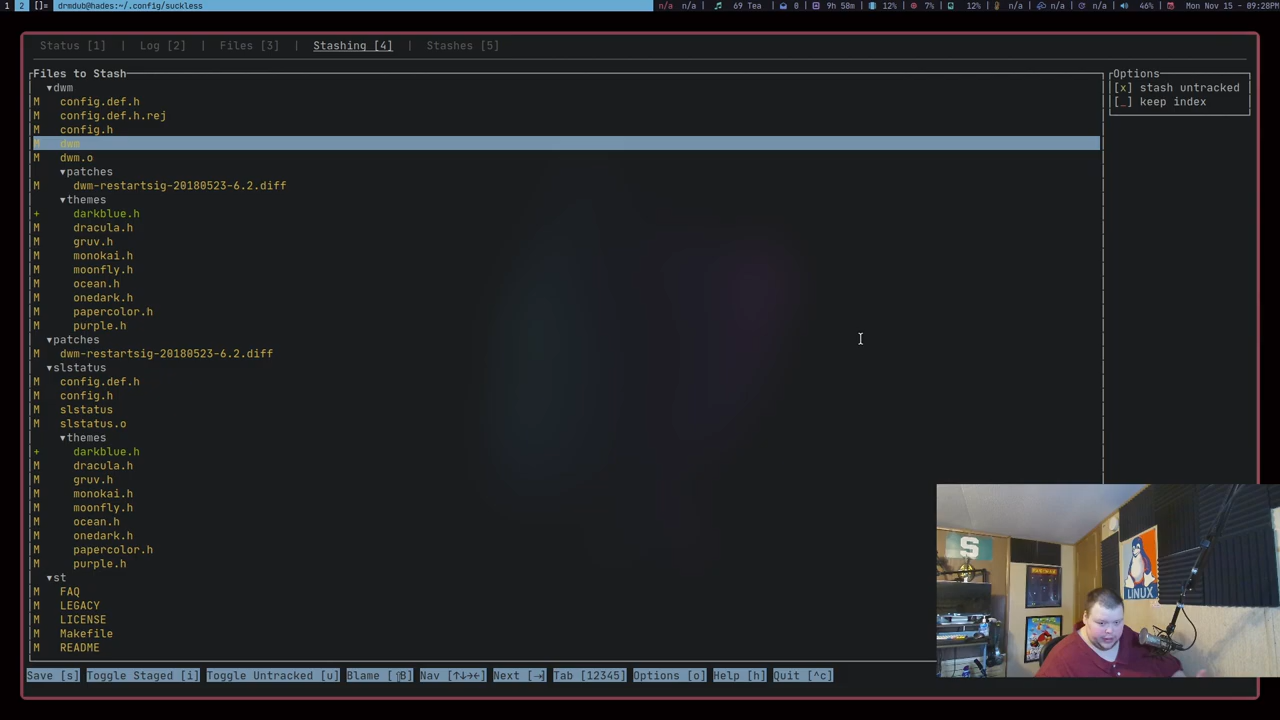 1 2 []= drmdub@hades:~/.config/suckless n/a n/a | 69 Tea | 0 | 9h 58m | 12% | 7% | 12% | n/a | n/a | n/a | 46% | Mon Nov 15 - 09:28PM
Status [1] | Log [2] | Files [3] | Stashing [4] | Stashes [5]
Files to Stash
▾dwm
M config.def.h
M config.def.h.rej
M config.h
M dwm
M dwm.o
▾patches
M dwm-restartsig-20180523-6.2.diff
▾themes
+ darkblue.h
M dracula.h
M gruv.h
M monokai.h
M moonfly.h
M ocean.h
M onedark.h
M papercolor.h
M purple.h
▾patches
M dwm-restartsig-20180523-6.2.diff
▾slstatus
M config.def.h
M config.h
M slstatus
M slstatus.o
▾themes
+ darkblue.h
M dracula.h
M gruv.h
M monokai.h
M moonfly.h
M ocean.h
M onedark.h
M papercolor.h
M purple.h
▾st
M FAQ
M LEGACY
M LICENSE
M Makefile
M README
Options
[x] stash untracked
[_] keep index
S
LINUX
Save [s] Toggle Staged [i] Toggle Untracked [u] Blame [⇧B] Nav [↑↓→←] Next [→] Tab [12345] Options [o] Help [h] Quit [^c]